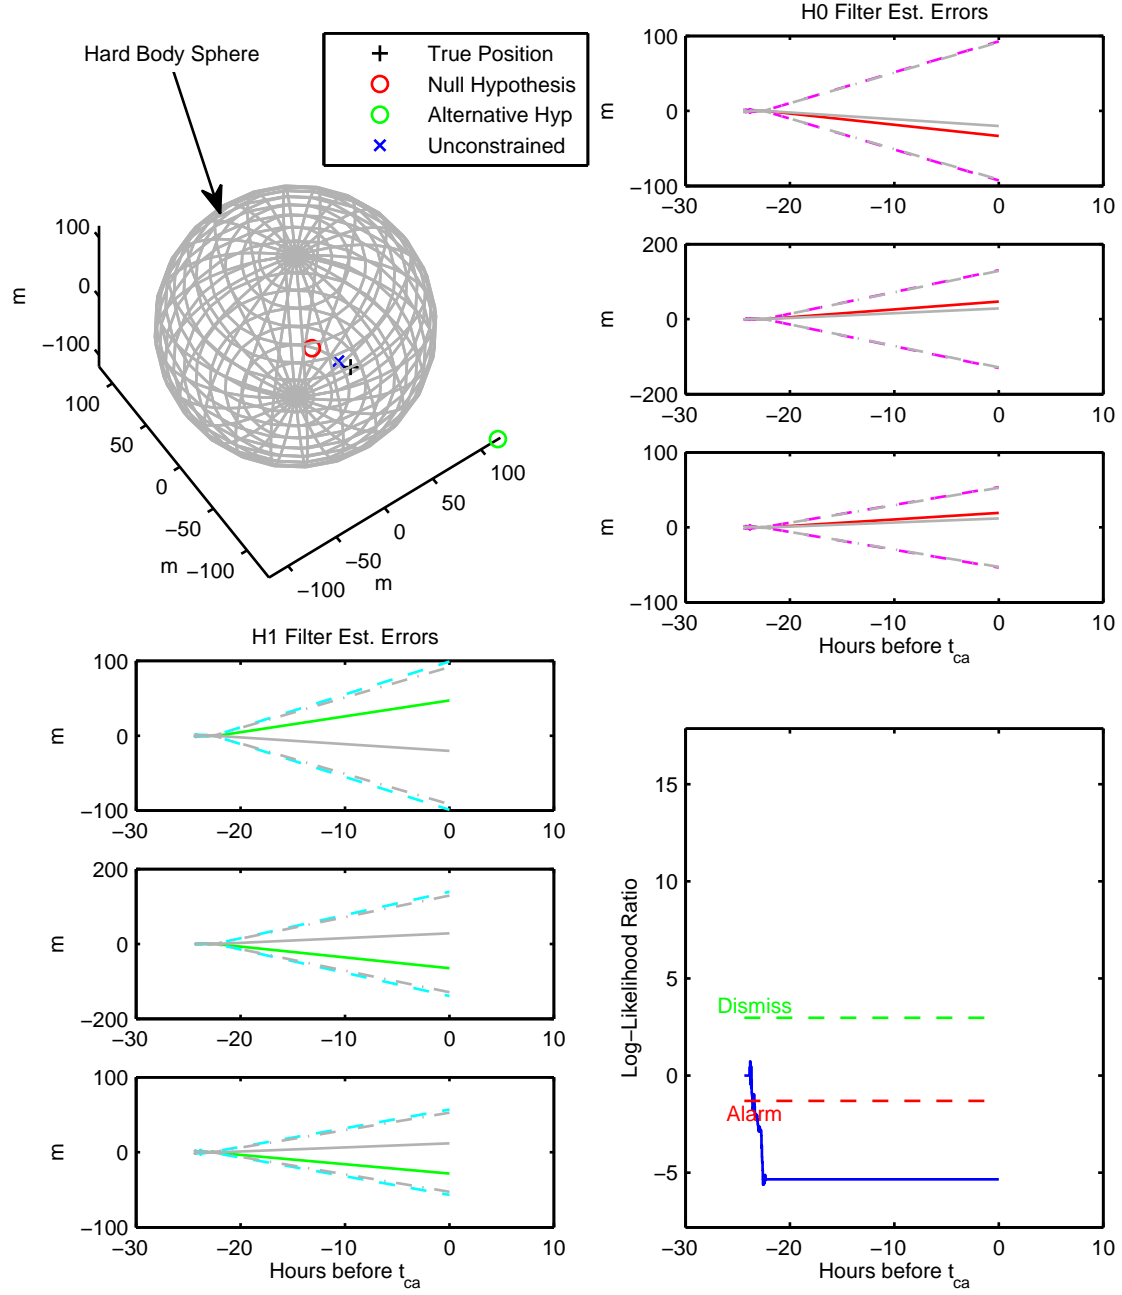 Hard Body Sphere
True Position
Null Hypothesis
Alternative Hyp
Unconstrained
100
0
−100
m
100
50
0
−50
−100
m
100
50
0
−50
−100
m
H0 Filter Est. Errors
100
0
−100
m
−30 −20 −10 0 10
200
0
−200
m
−30 −20 −10 0 10
100
0
−100
m
−30 −20 −10 0 10
Hours before t_ca
H1 Filter Est. Errors
100
0
−100
m
−30 −20 −10 0 10
200
0
−200
m
−30 −20 −10 0 10
100
0
−100
m
−30 −20 −10 0 10
Hours before t_ca
15
10
5
0
−5
Log−Likelihood Ratio
Dismiss
Alarm
−30 −20 −10 0 10
Hours before t_ca